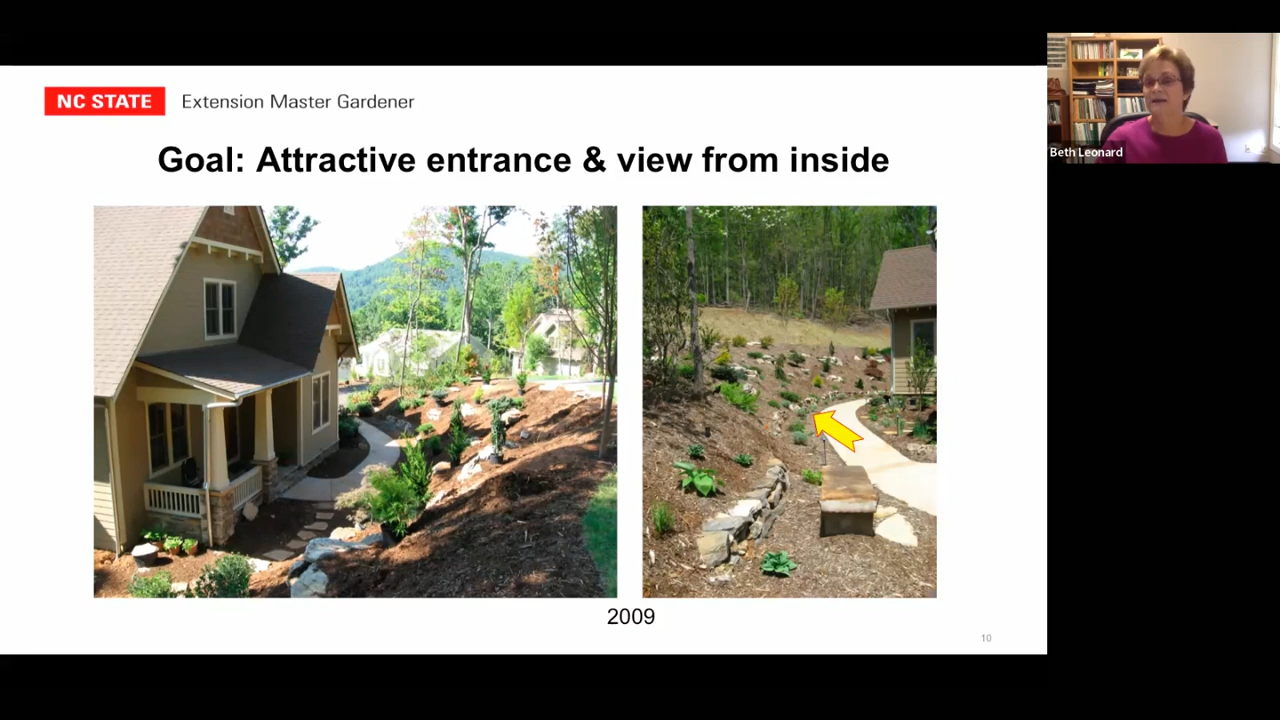 NC STATE Extension Master Gardener
Goal: Attractive entrance & view from inside
2009
10
Beth Leonard